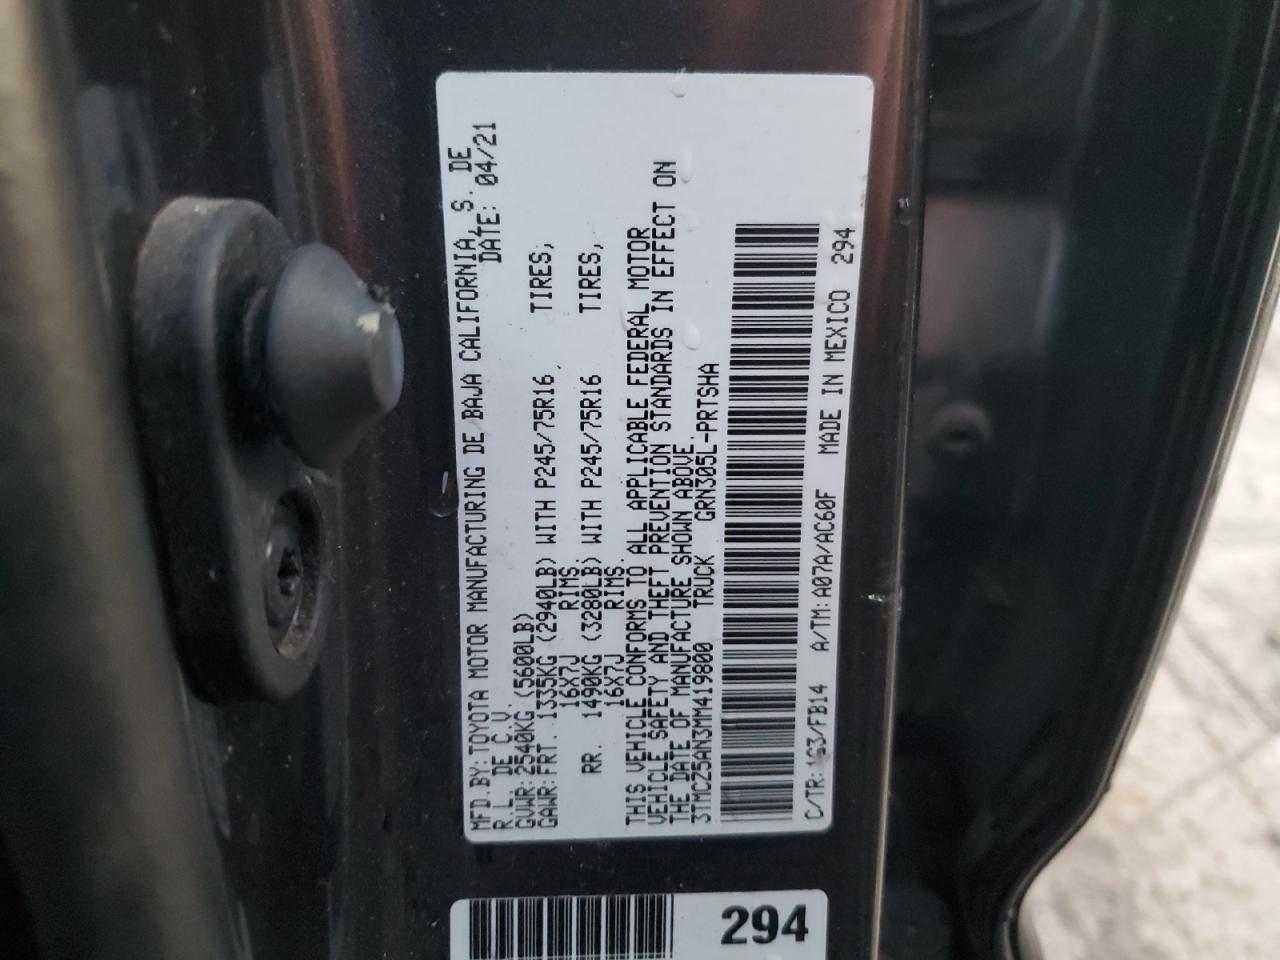 MFD.BY:TOYOTA MOTOR MANUFACTURING DE BAJA CALIFORNIA, S. DE
R.L. DE C.V. DATE: 04/21
GVWR:2540KG (5600LB)
GAWR:FRT. 1335KG (2940LB) WITH P245/75R16, TIRES,
16X7J RIMS.
RR. 1490KG (3280LB) WITH P245/75R16 TIRES,
16X7J RIMS.
THIS VEHICLE CONFORMS TO ALL APPLICABLE FEDERAL MOTOR
VEHICLE SAFETY AND THEFT PREVENTION STANDARDS IN EFFECT ON
THE DATE OF MANUFACTURE SHOWN ABOVE.
3TMCZ5AN3MM419800 TRUCK GRN305L-PRTSHA
C/TR:1G3/FB14 A/TM:A07A/AC60F MADE IN MEXICO 294
294